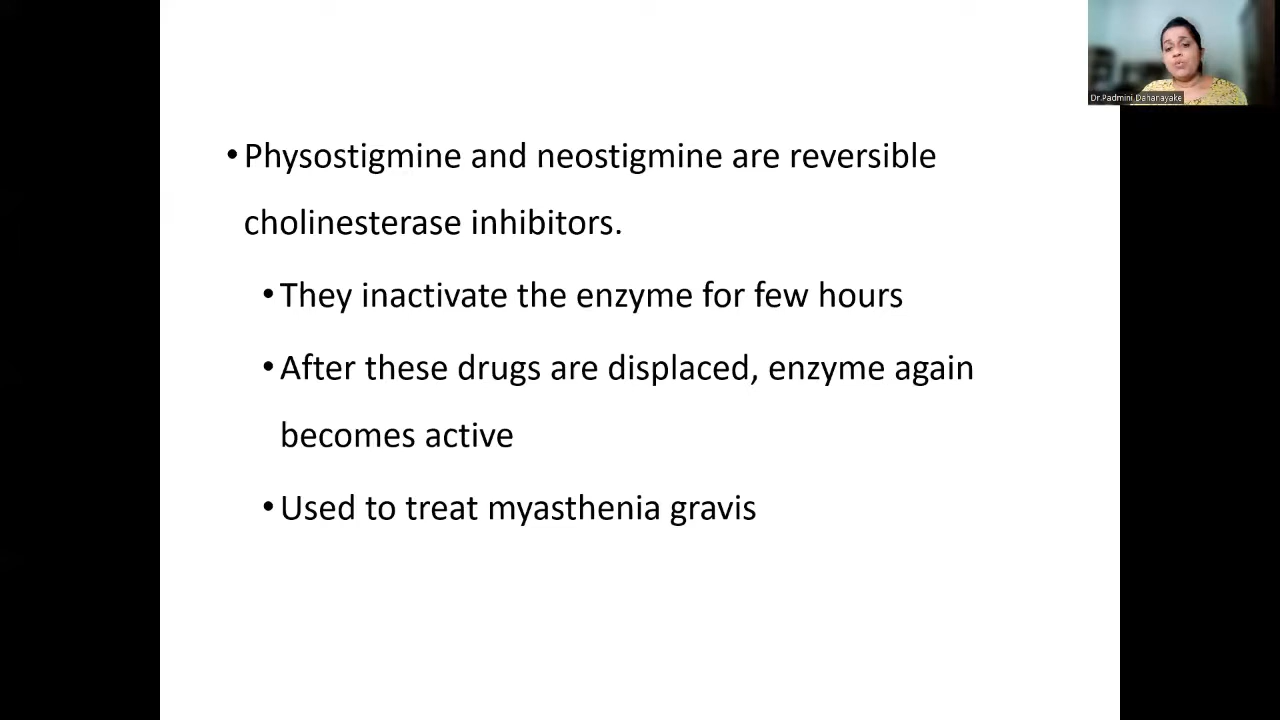 Dr Padmini Dahanayake
• Physostigmine and neostigmine are reversible
cholinesterase inhibitors.
• They inactivate the enzyme for few hours
• After these drugs are displaced, enzyme again
becomes active
• Used to treat myasthenia gravis